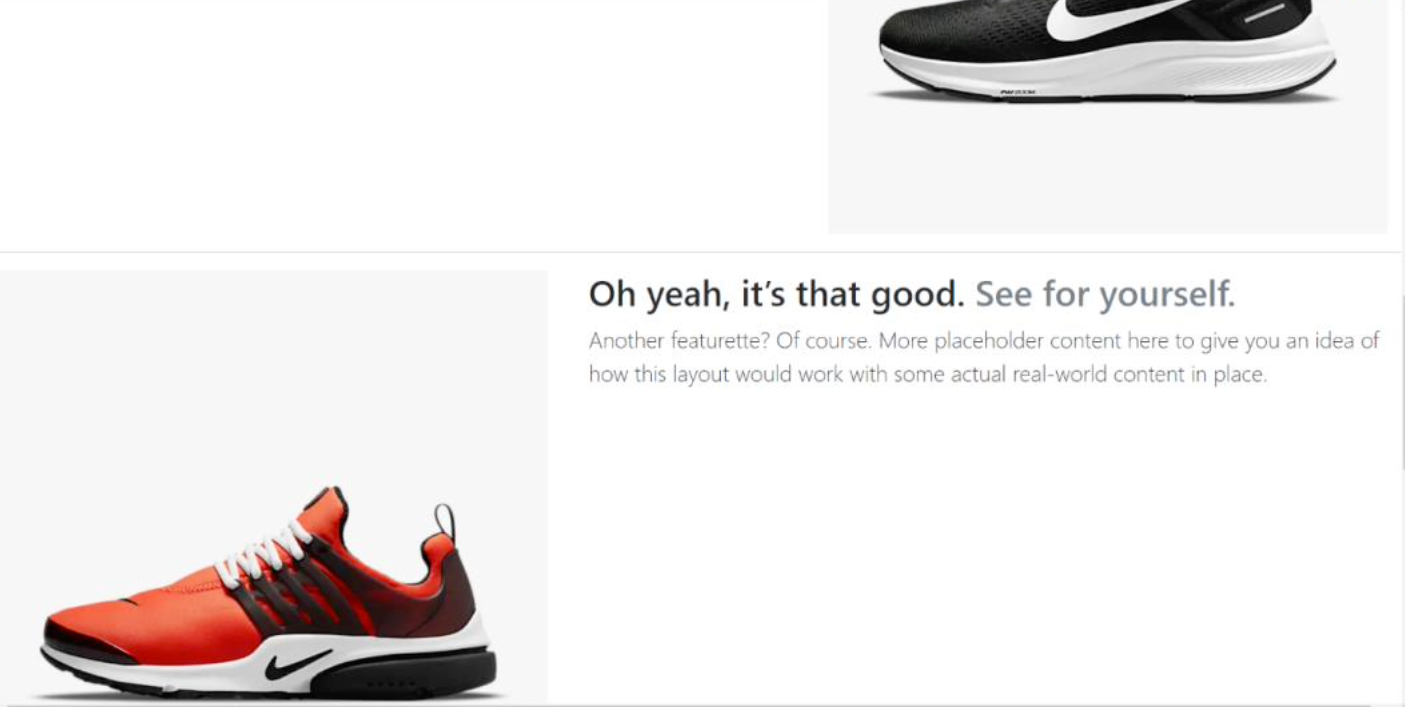 Oh yeah, it's that good. See for yourself.
Another featurette? Of course. More placeholder content here to give you an idea of
how this layout would work with some actual real-world content in place.